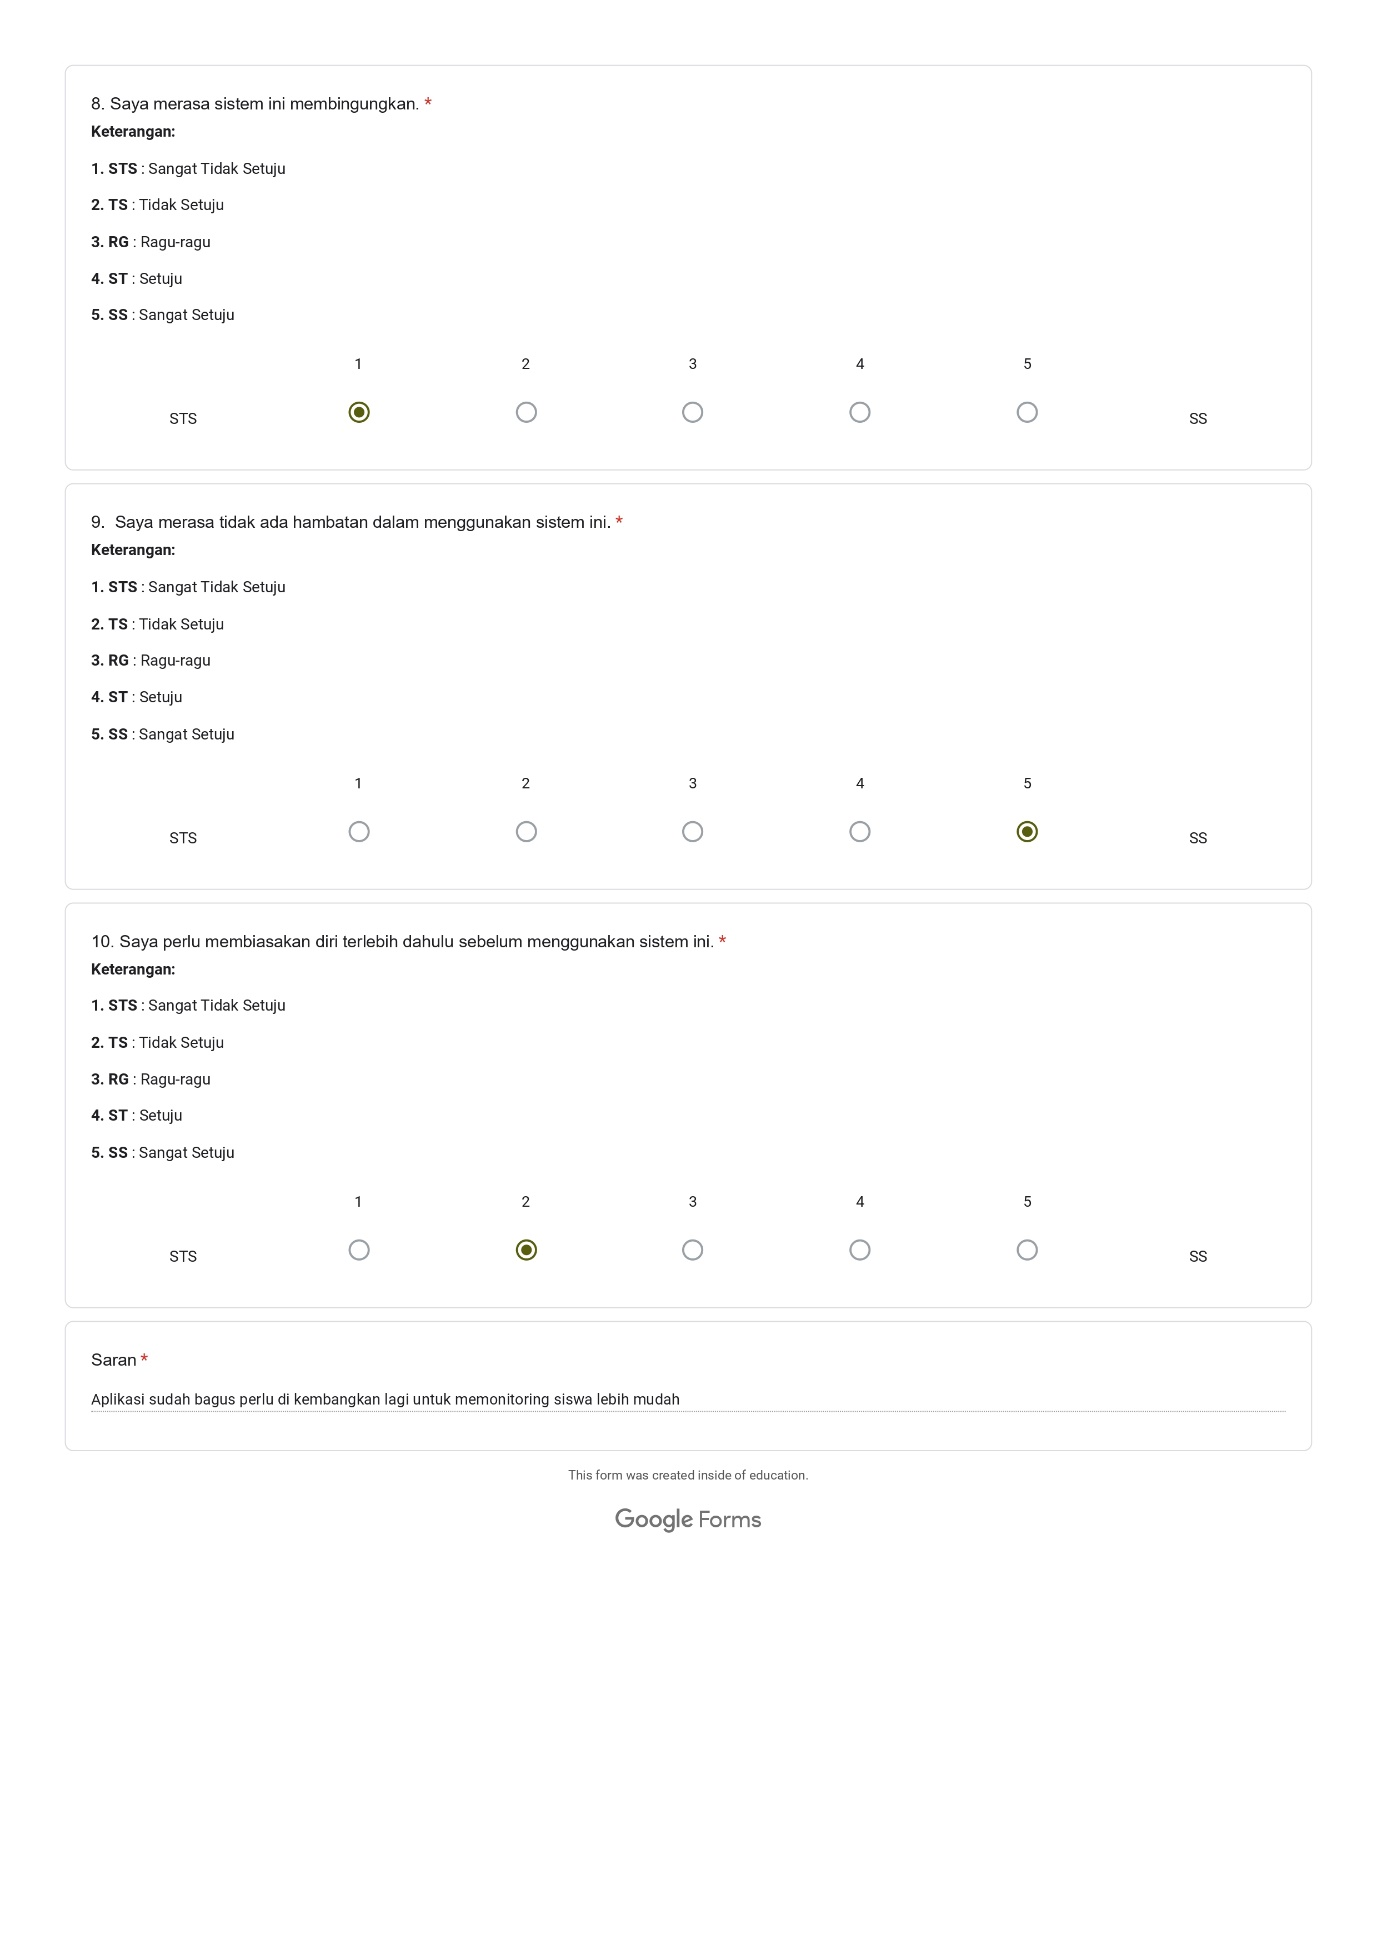 8. Saya merasa sistem ini membingungkan. *
Keterangan:
1. STS : Sangat Tidak Setuju
2. TS : Tidak Setuju
3. RG : Ragu-ragu
4. ST : Setuju
5. SS : Sangat Setuju
1 2 3 4 5
STS SS
9. Saya merasa tidak ada hambatan dalam menggunakan sistem ini. *
Keterangan:
1. STS : Sangat Tidak Setuju
2. TS : Tidak Setuju
3. RG : Ragu-ragu
4. ST : Setuju
5. SS : Sangat Setuju
1 2 3 4 5
STS SS
10. Saya perlu membiasakan diri terlebih dahulu sebelum menggunakan sistem ini. *
Keterangan:
1. STS : Sangat Tidak Setuju
2. TS : Tidak Setuju
3. RG : Ragu-ragu
4. ST : Setuju
5. SS : Sangat Setuju
1 2 3 4 5
STS SS
Saran *
Aplikasi sudah bagus perlu di kembangkan lagi untuk memonitoring siswa lebih mudah
This form was created inside of education.
Google Forms